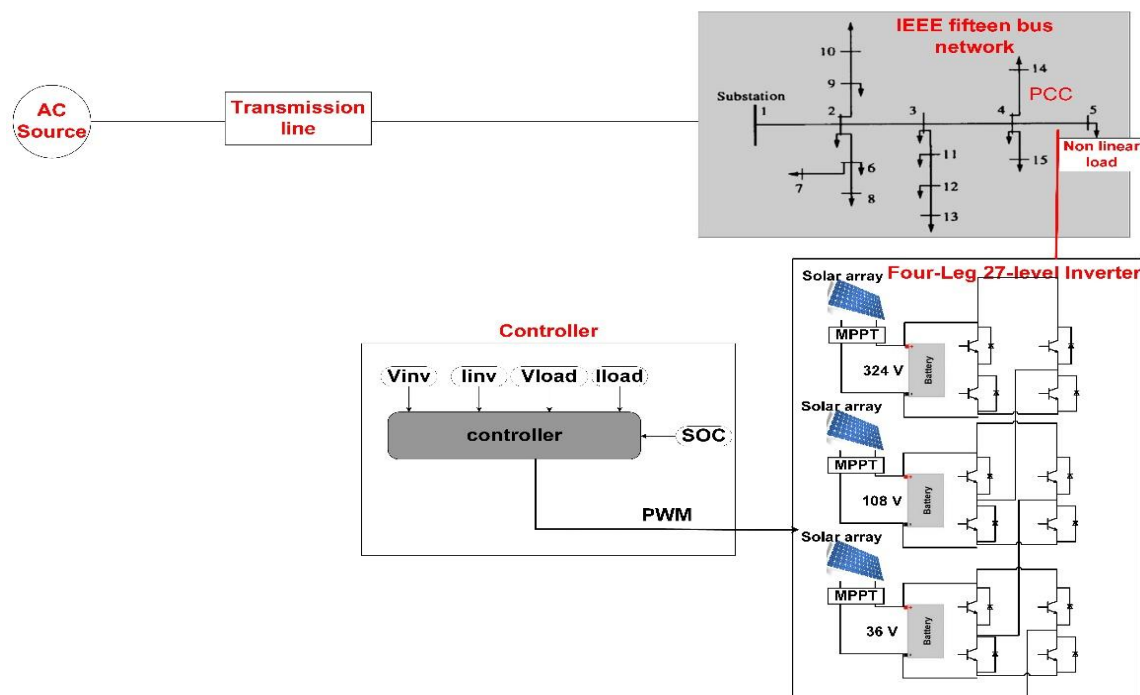 IEEE fifteen bus
network
10
14
9
PCC
Substation
1
2
3
4
5
AC
Source
Transmission
line
Non linear
load
11
15
6
7
12
8
13
Four-Leg 27-level Inverter
Solar array
MPPT
324 V
Battery
Controller
Vinv
Iinv
Vload
Iload
controller
SOC
PWM
Solar array
MPPT
108 V
Battery
Solar array
MPPT
36 V
Battery